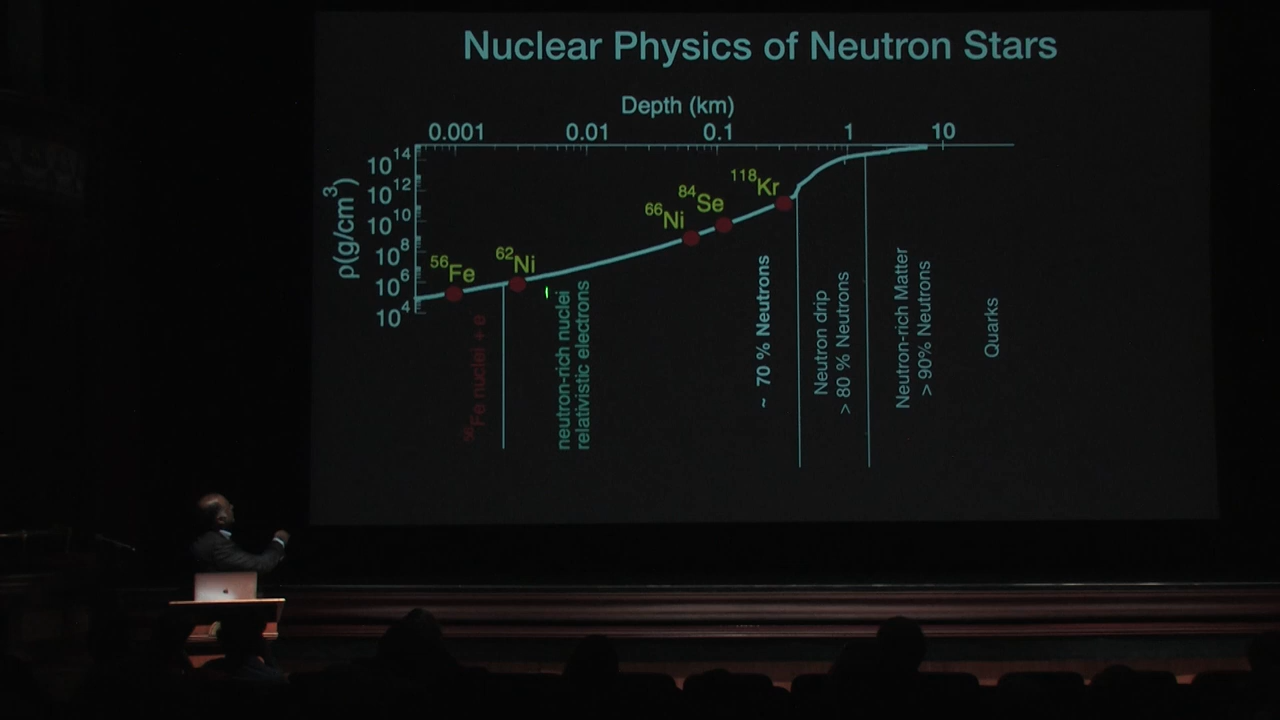 Nuclear Physics of Neutron Stars
Depth (km)
0.001 0.01 0.1 1 10
ρ(g/cm³)
10¹⁴
10¹²
10¹⁰
10⁸
10⁶
10⁴
⁵⁶Fe
⁶²Ni
⁶⁶Ni
⁸⁴Se
¹¹⁸Kr
⁵⁶Fe nuclei + e
neutron-rich nuclei
relativistic electrons
~ 70 % Neutrons
Neutron drip
> 80 % Neutrons
Neutron-rich Matter
> 90% Neutrons
Quarks